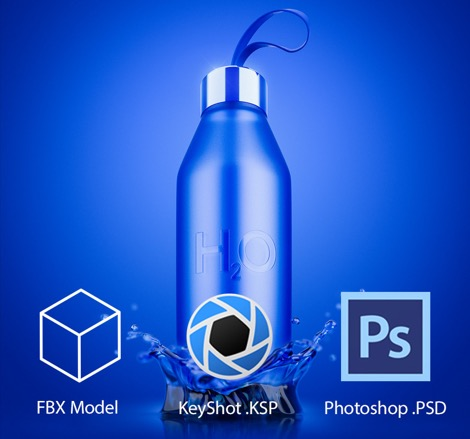 H₂O
Ps
FBX Model
KeyShot .KSP
Photoshop .PSD